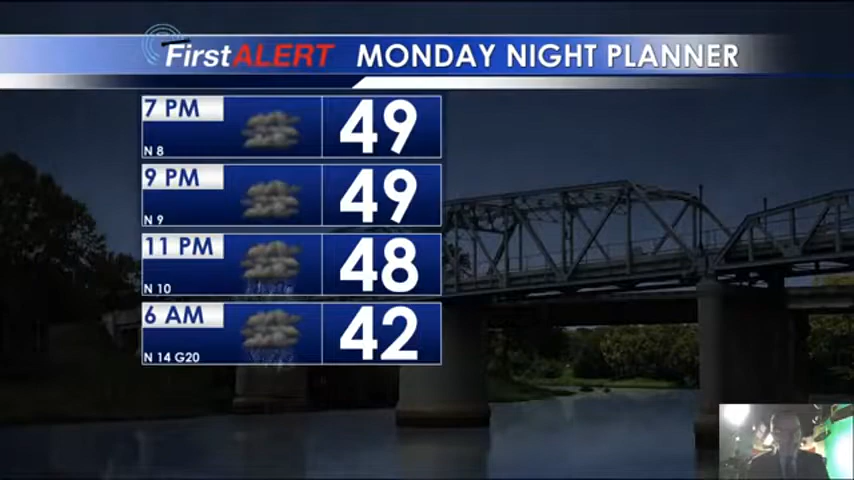 FirstALERT MONDAY NIGHT PLANNER
7 PM
49
N 8
9 PM
49
N 9
11 PM
48
N 10
6 AM
42
N 14 G20